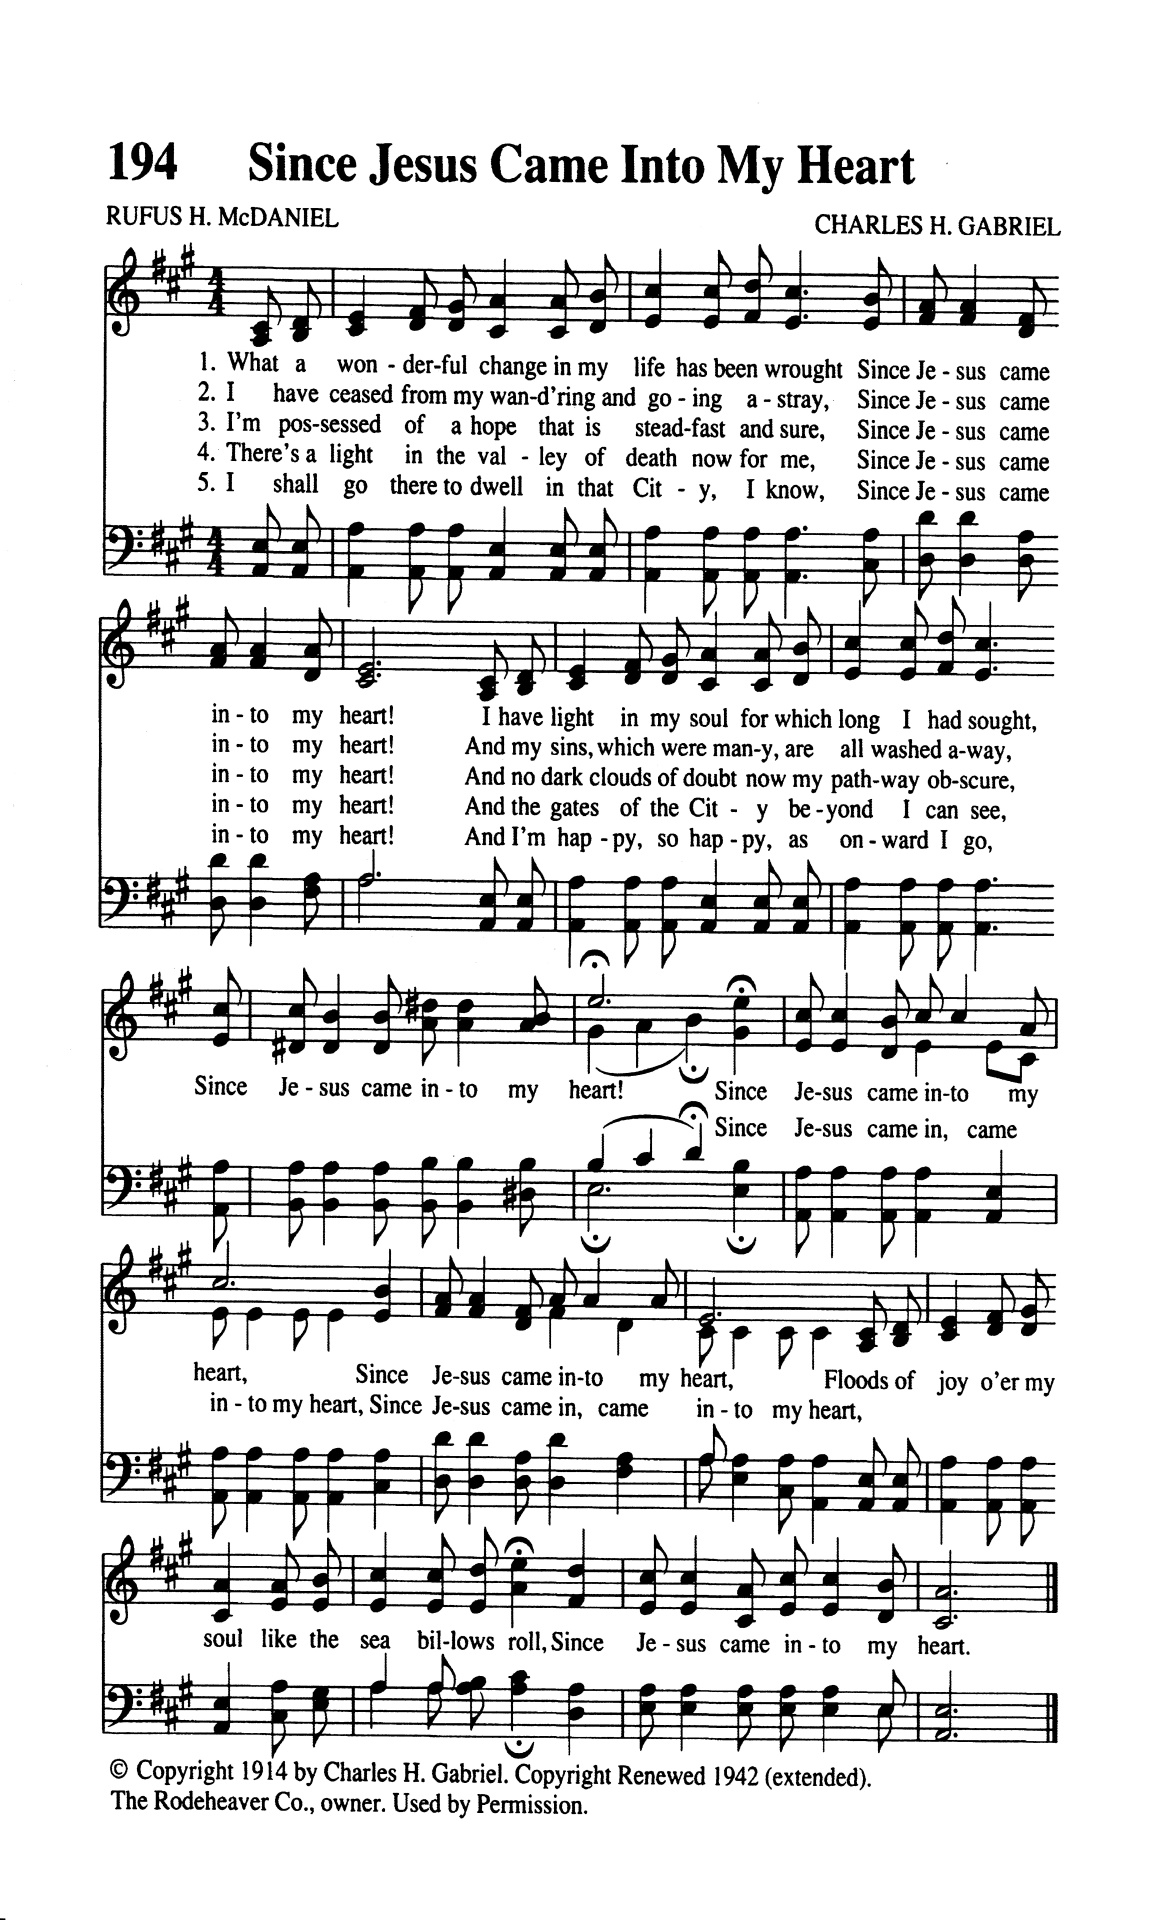 194 Since Jesus Came Into My Heart
RUFUS H. McDANIEL
CHARLES H. GABRIEL
1. What a won - der-ful change in my life has been wrought Since Je - sus came
2. I have ceased from my wan-d'ring and go - ing a - stray, Since Je - sus came
3. I'm pos-sessed of a hope that is stead-fast and sure, Since Je - sus came
4. There's a light in the val - ley of death now for me, Since Je - sus came
5. I shall go there to dwell in that Cit - y, I know, Since Je - sus came
in - to my heart! I have light in my soul for which long I had sought,
in - to my heart! And my sins, which were man-y, are all washed a-way,
in - to my heart! And no dark clouds of doubt now my path-way ob-scure,
in - to my heart! And the gates of the Cit - y be-yond I can see,
in - to my heart! And I'm hap - py, so hap - py, as on - ward I go,
Since Je - sus came in - to my heart! Since Je-sus came in-to my
Since Je-sus came in, came
heart, Since Je-sus came in-to my heart, Floods of joy o'er my
in - to my heart, Since Je-sus came in, came in - to my heart,
soul like the sea bil-lows roll, Since Je - sus came in - to my heart.
© Copyright 1914 by Charles H. Gabriel. Copyright Renewed 1942 (extended).
The Rodeheaver Co., owner. Used by Permission.